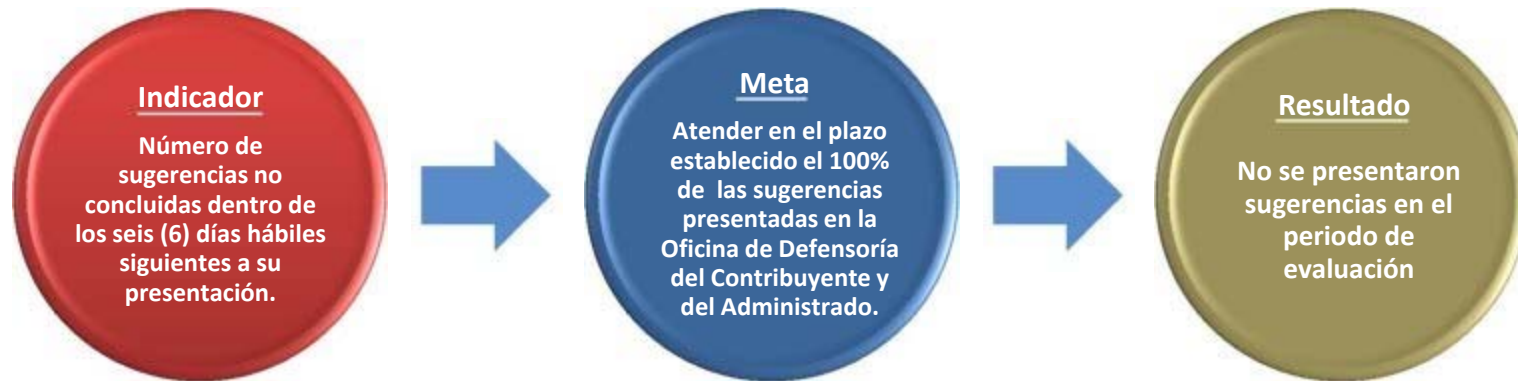 Indicador
Número de
sugerencias no
concluidas dentro de
los seis (6) días hábiles
siguientes a su
presentación.
Meta
Atender en el plazo
establecido el 100%
de las sugerencias
presentadas en la
Oficina de Defensoría
del Contribuyente y
del Administrado.
Resultado
No se presentaron
sugerencias en el
periodo de
evaluación